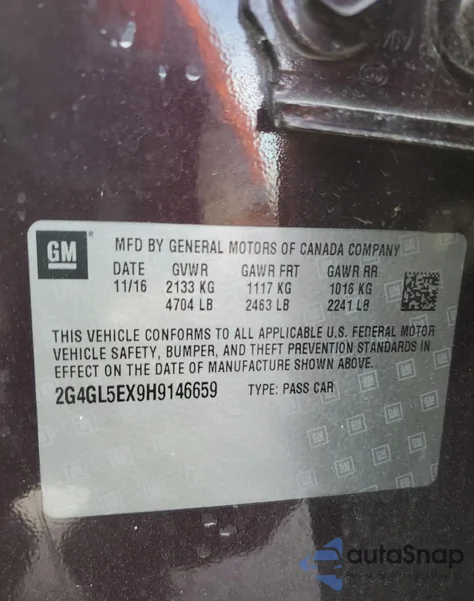 GM ®
MFD BY GENERAL MOTORS OF CANADA COMPANY
DATE GVWR GAWR FRT GAWR RR
11/16 2133 KG 1117 KG 1016 KG
4704 LB 2463 LB 2241 LB
THIS VEHICLE CONFORMS TO ALL APPLICABLE U.S. FEDERAL MOTOR
VEHICLE SAFETY, BUMPER, AND THEFT PREVENTION STANDARDS IN
EFFECT ON THE DATE OF MANUFACTURE SHOWN ABOVE.
2G4GL5EX9H9146659 TYPE: PASS CAR
autaSnap